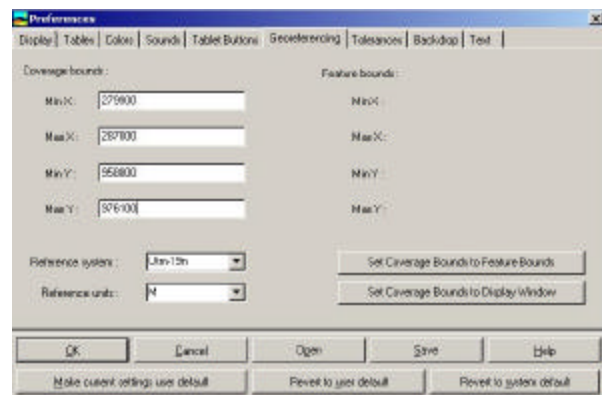 Preferences
Display Tables Colors Sounds Tablet Buttons Georeferencing Tolerances Backdrop Text
Coverage bounds :
Feature bounds :
Min X :
Min X :
Max X :
Max X :
Min Y :
958800
Min Y :
Max Y :
976100
Max Y :
Reference system :
Utm-19n
Set Coverage Bounds to Feature Bounds
Reference units :
M
Set Coverage Bounds to Display Window
OK Cancel Open Save Help
Make current settings user default Revert to user default Revert to system default